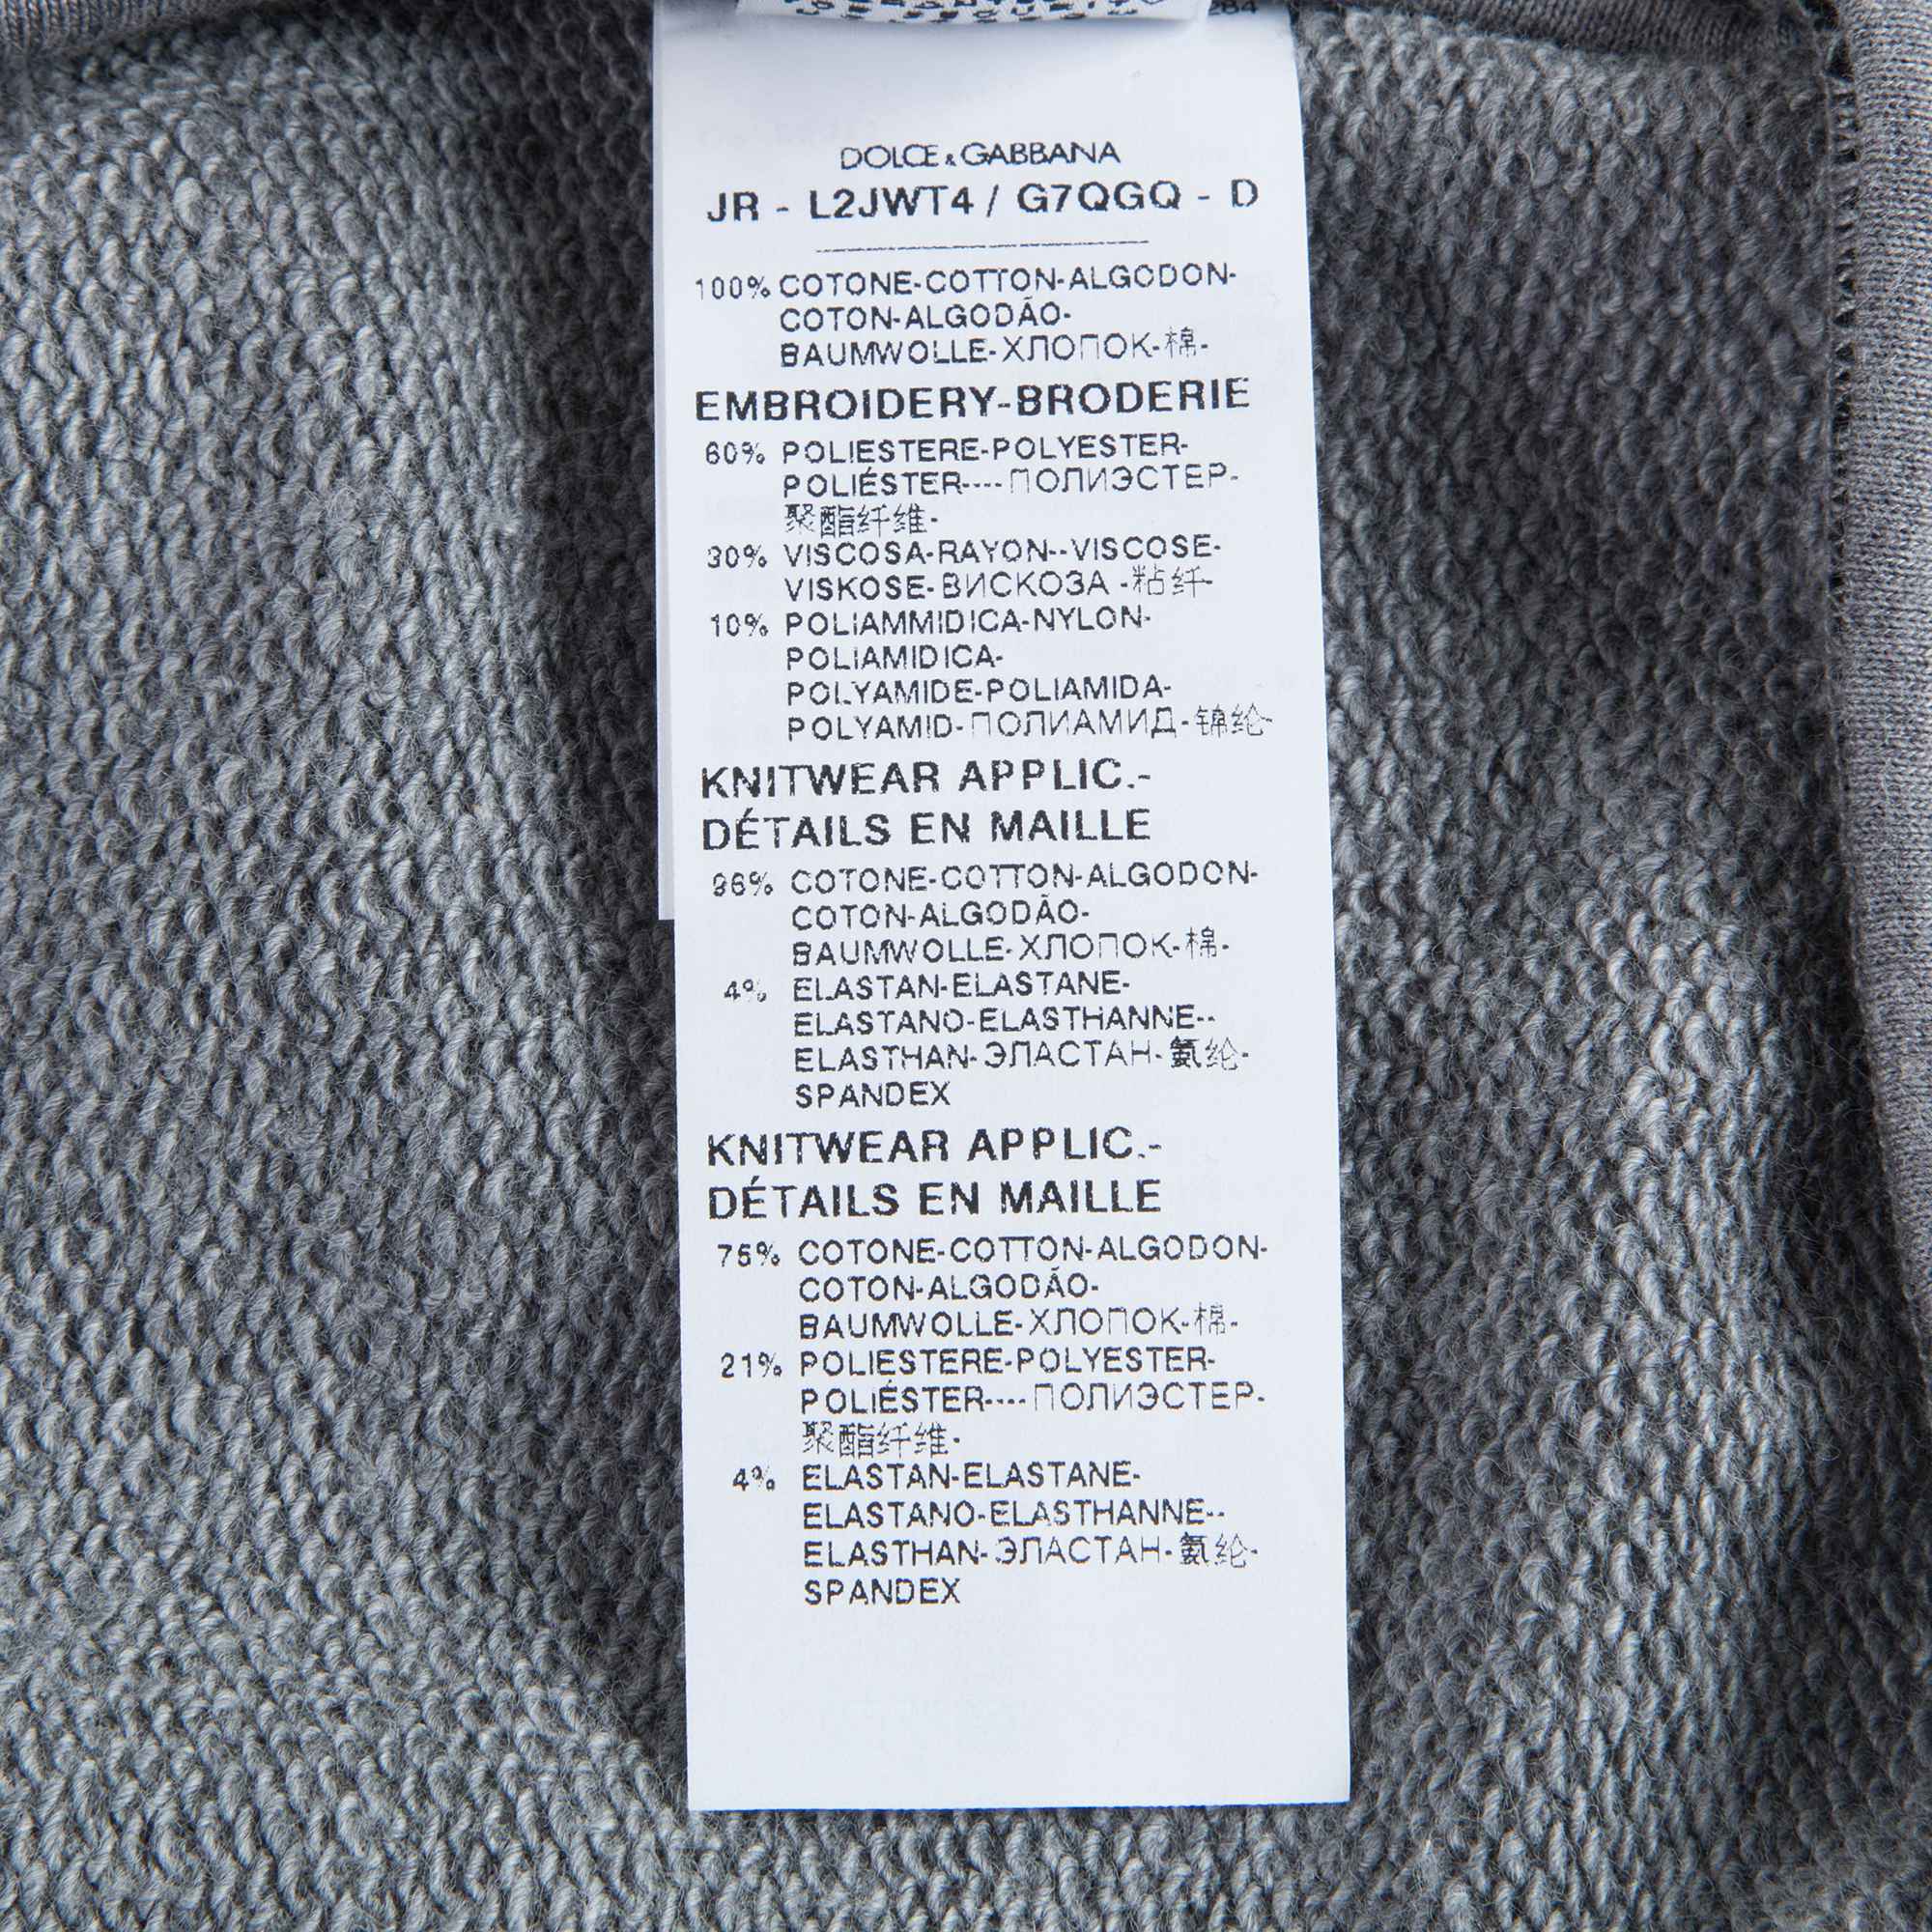 DOLCE & GABBANA
JR - L2JWT4 / G7QGQ - D
100% COTONE-COTTON-ALGODON-
COTON-ALGODÃO-
BAUMWOLLE-ХЛОПОК-棉-
EMBROIDERY-BRODERIE
60% POLIESTERE-POLYESTER-
POLIÉSTER----ПОЛИЭСТЕР-
聚酯纤维-
30% VISCOSA-RAYON--VISCOSE-
VISKOSE-ВИСКОЗА -粘纤-
10% POLIAMMIDICA-NYLON-
POLIAMIDICA-
POLYAMIDE-POLIAMIDA-
POLYAMID-ПОЛИАМИД-锦纶-
KNITWEAR APPLIC.-
DÉTAILS EN MAILLE
96% COTONE-COTTON-ALGODON-
COTON-ALGODÃO-
BAUMWOLLE-ХЛОПОК-棉-
4% ELASTAN-ELASTANE-
ELASTANO-ELASTHANNE--
ELASTHAN-ЭЛАСТАН-氨纶-
SPANDEX
KNITWEAR APPLIC.-
DÉTAILS EN MAILLE
75% COTONE-COTTON-ALGODON-
COTON-ALGODÃO-
BAUMWOLLE-ХЛОПОК-棉-
21% POLIESTERE-POLYESTER-
POLIÉSTER----ПОЛИЭСТЕР-
聚酯纤维-
4% ELASTAN-ELASTANE-
ELASTANO-ELASTHANNE--
ELASTHAN-ЭЛАСТАН-氨纶-
SPANDEX